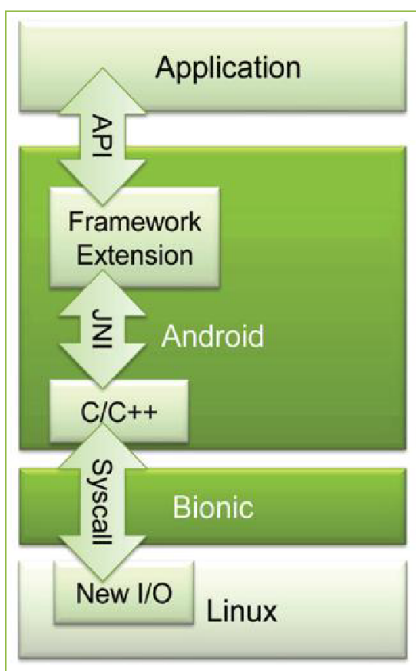 Application
API
Framework
Extension
JNI
Android
C/C++
Syscall
Bionic
New I/O
Linux